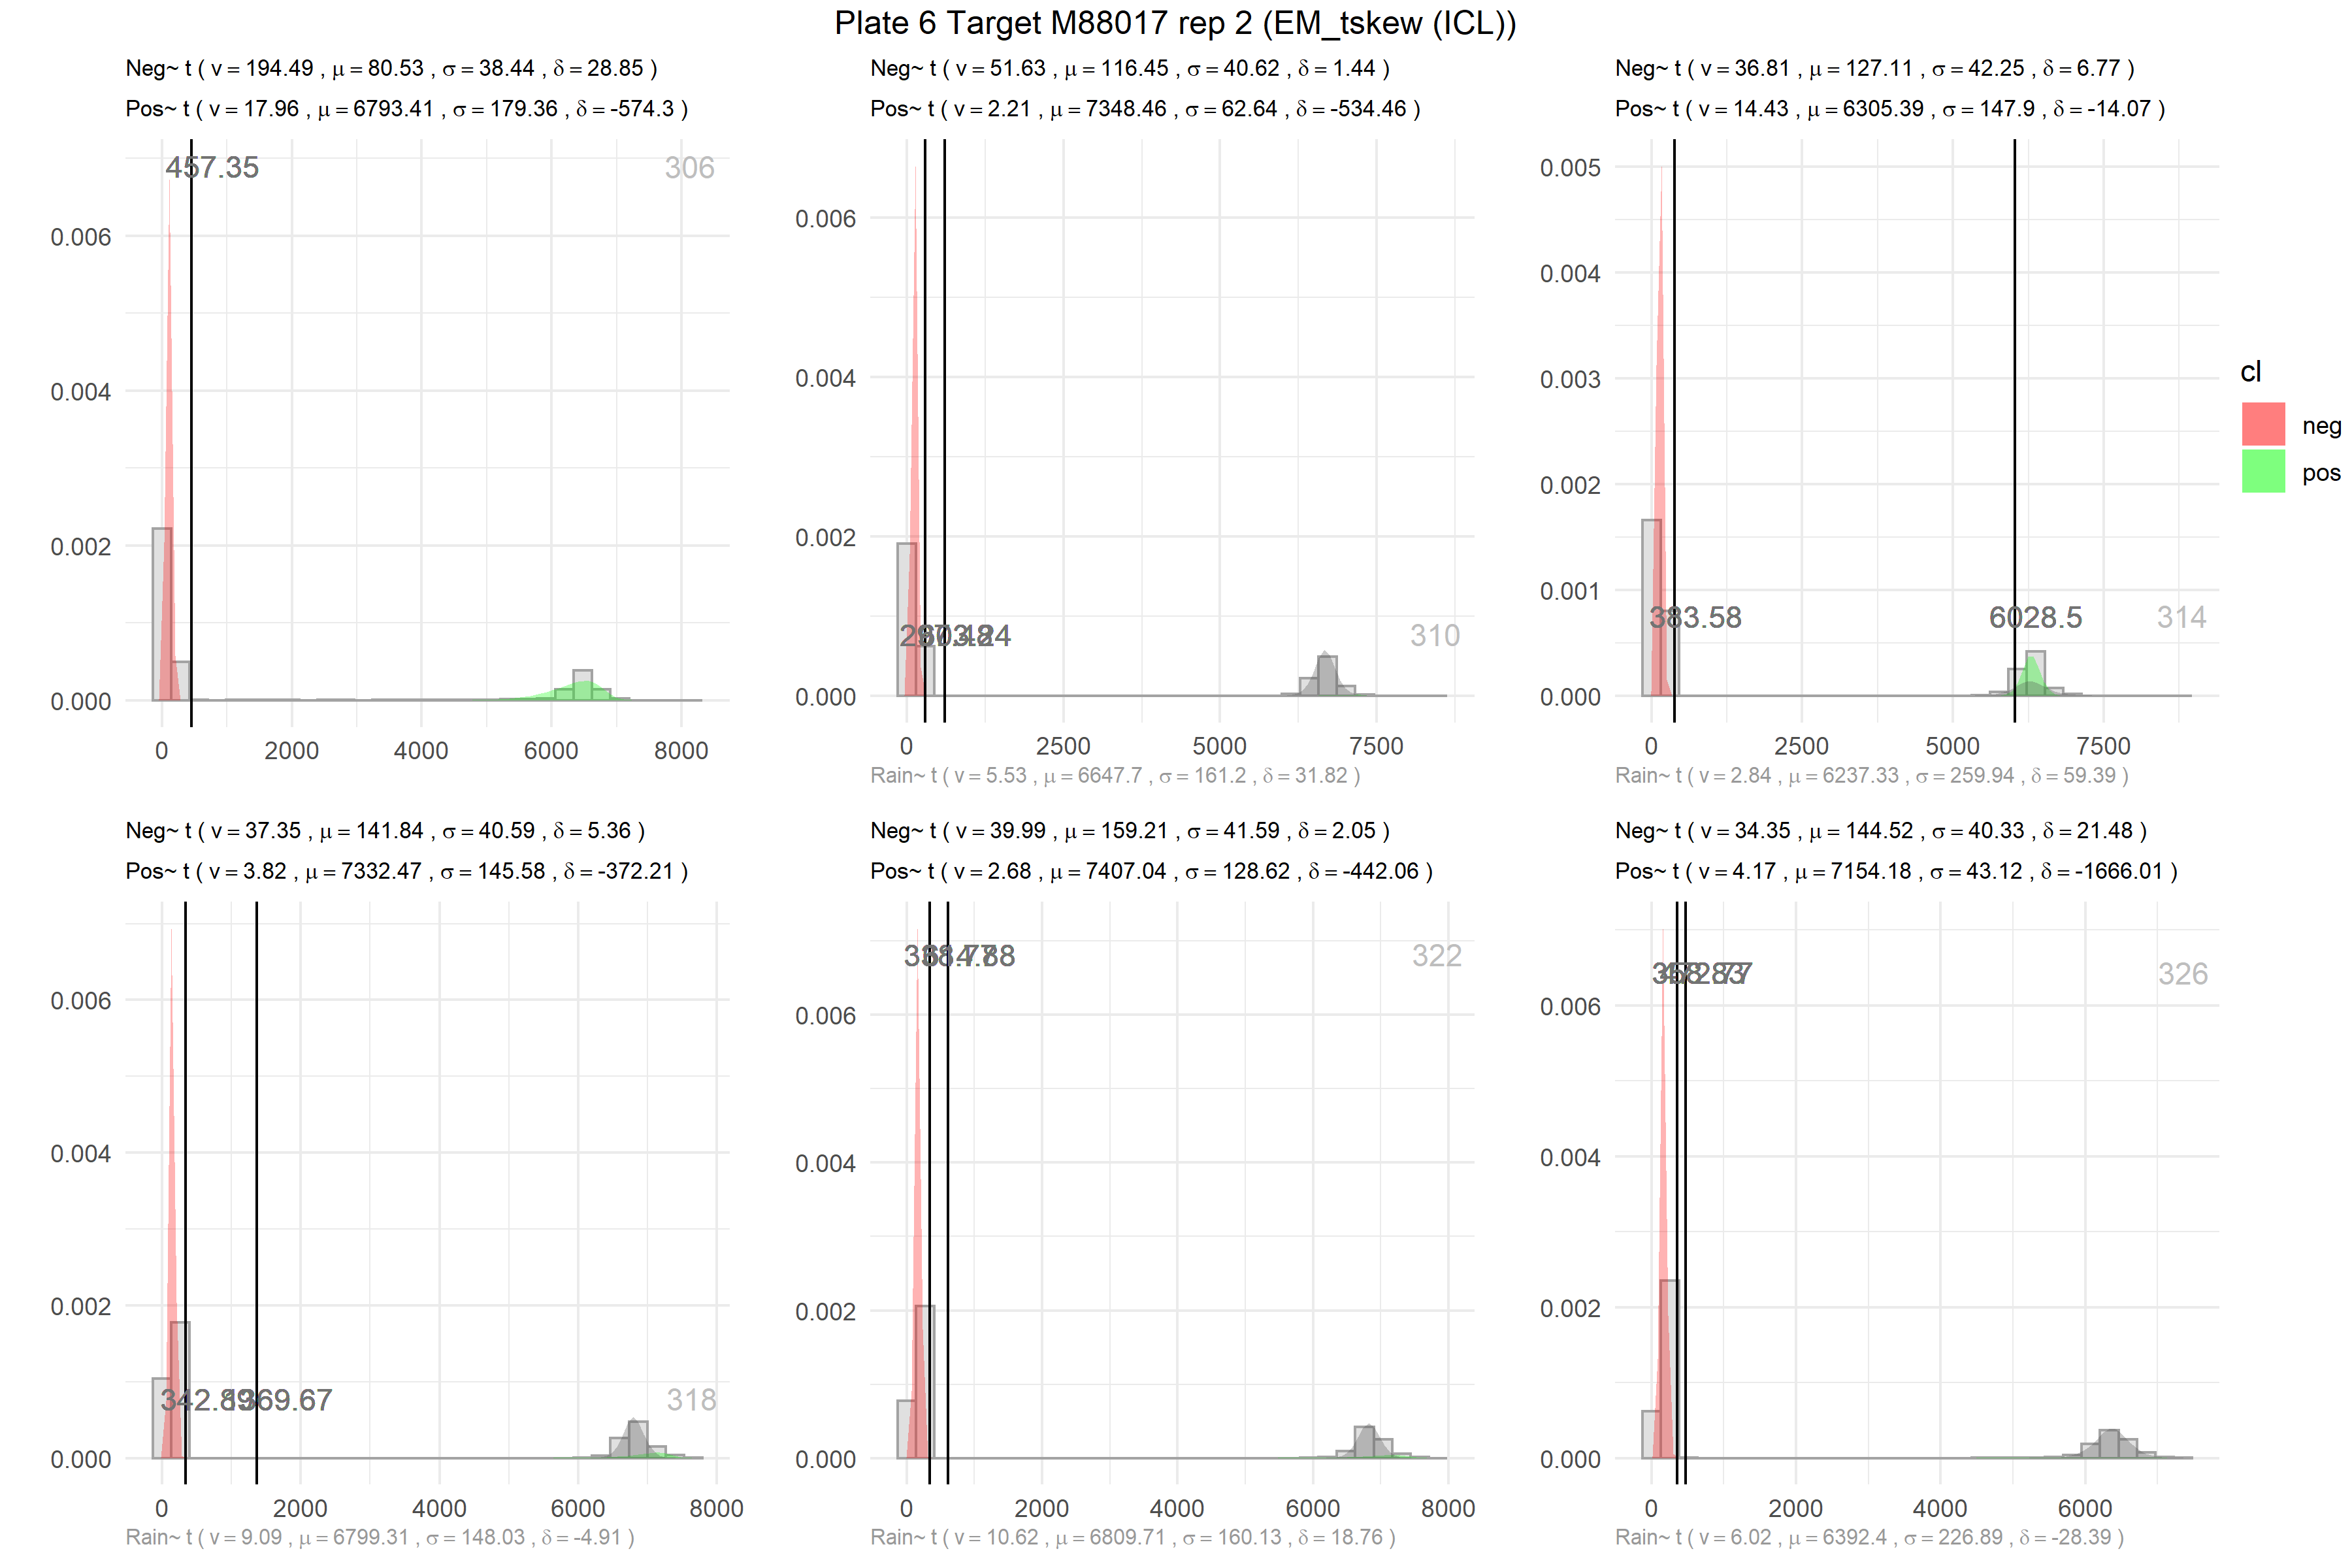 Plate 6 Target M88017 rep 2 (EM_tskew (ICL))
Neg~ t ( v = 194.49 , μ = 80.53 , σ = 38.44 , δ = 28.85 )
Pos~ t ( v = 17.96 , μ = 6793.41 , σ = 179.36 , δ = -574.3 )
457.35
306
0.006
0.004
0.002
0.000
0 2000 4000 6000 8000
Neg~ t ( v = 51.63 , μ = 116.45 , σ = 40.62 , δ = 1.44 )
Pos~ t ( v = 2.21 , μ = 7348.46 , σ = 62.64 , δ = -534.46 )
0.006
0.004
0.002
310
0.000
0 2500 5000 7500
Rain~ t ( v = 5.53 , μ = 6647.7 , σ = 161.2 , δ = 31.82 )
Neg~ t ( v = 36.81 , μ = 127.11 , σ = 42.25 , δ = 6.77 )
Pos~ t ( v = 14.43 , μ = 6305.39 , σ = 147.9 , δ = -14.07 )
0.005
0.004
0.003
0.002
0.001
383.58 6028.5 314
0.000
0 2500 5000 7500
Rain~ t ( v = 2.84 , μ = 6237.33 , σ = 259.94 , δ = 59.39 )
cl
neg
pos
Neg~ t ( v = 37.35 , μ = 141.84 , σ = 40.59 , δ = 5.36 )
Pos~ t ( v = 3.82 , μ = 7332.47 , σ = 145.58 , δ = -372.21 )
0.006
0.004
0.002
342.89 1369.67 318
0.000
0 2000 4000 6000 8000
Rain~ t ( v = 9.09 , μ = 6799.31 , σ = 148.03 , δ = -4.91 )
Neg~ t ( v = 39.99 , μ = 159.21 , σ = 41.59 , δ = 2.05 )
Pos~ t ( v = 2.68 , μ = 7407.04 , σ = 128.62 , δ = -442.06 )
322
0.006
0.004
0.002
0.000
0 2000 4000 6000 8000
Rain~ t ( v = 10.62 , μ = 6809.71 , σ = 160.13 , δ = 18.76 )
Neg~ t ( v = 34.35 , μ = 144.52 , σ = 40.33 , δ = 21.48 )
Pos~ t ( v = 4.17 , μ = 7154.18 , σ = 43.12 , δ = -1666.01 )
326
0.006
0.004
0.002
0.000
0 2000 4000 6000
Rain~ t ( v = 6.02 , μ = 6392.4 , σ = 226.89 , δ = -28.39 )